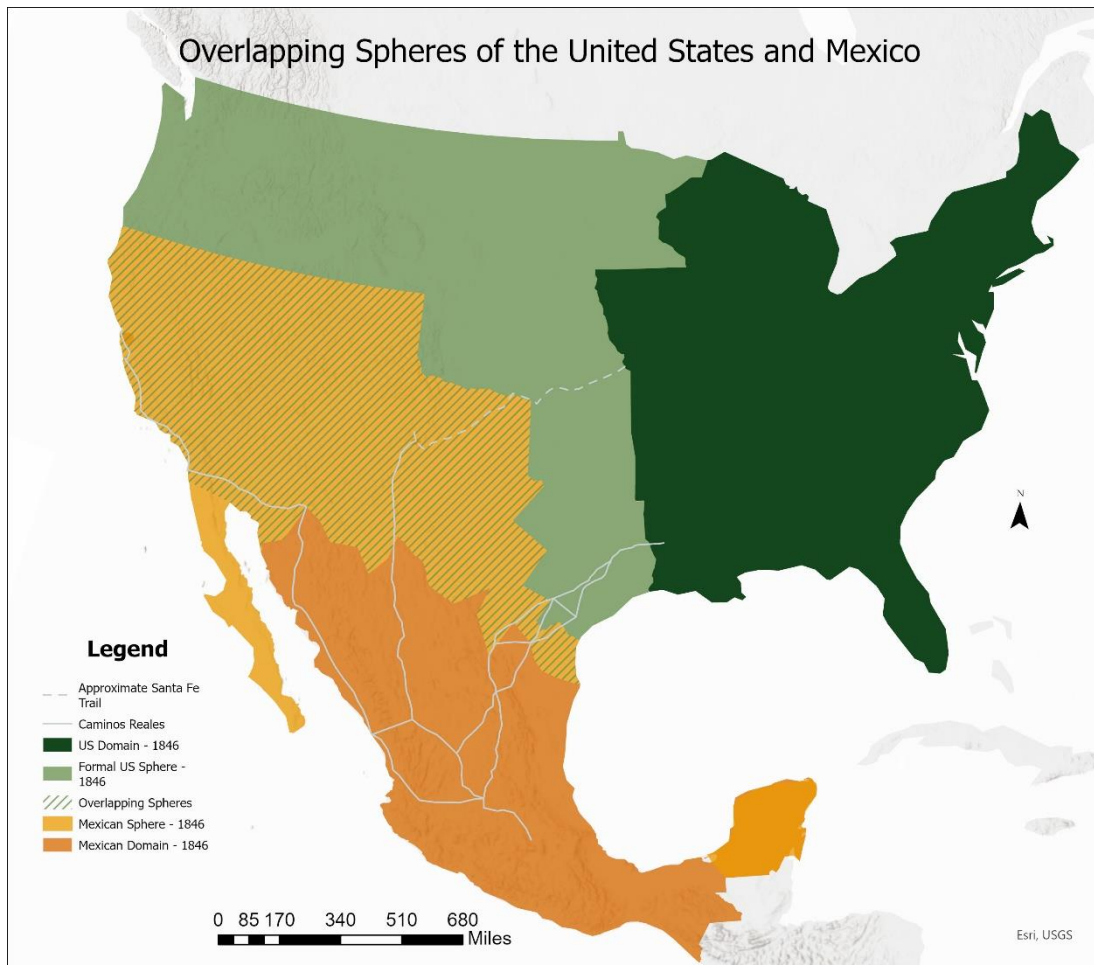 Overlapping Spheres of the United States and Mexico
N
Legend
Approximate Santa Fe
Trail
Caminos Reales
US Domain - 1846
Formal US Sphere -
1846
Overlapping Spheres
Mexican Sphere - 1846
Mexican Domain - 1846
0 85 170 340 510 680
Miles
Esri, USGS